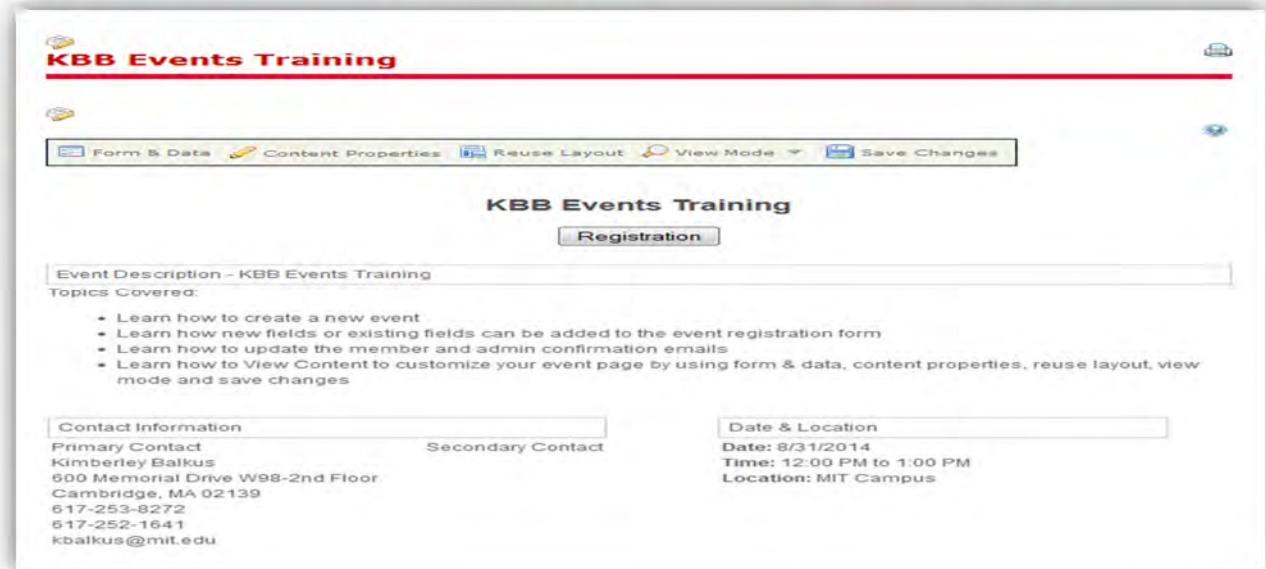 KBB Events Training
Form & Data Content Properties Reuse Layout View Mode Save Changes
KBB Events Training
Registration
Event Description - KBB Events Training
Topics Covered:
• Learn how to create a new event
• Learn how new fields or existing fields can be added to the event registration form
• Learn how to update the member and admin confirmation emails
• Learn how to View Content to customize your event page by using form & data, content properties, reuse layout, view
mode and save changes
Contact Information
Primary Contact Secondary Contact
Kimberley Balkus
600 Memorial Drive W98-2nd Floor
Cambridge, MA 02139
617-253-8272
617-252-1641
kbalkus@mit.edu
Date & Location
Date: 8/31/2014
Time: 12:00 PM to 1:00 PM
Location: MIT Campus